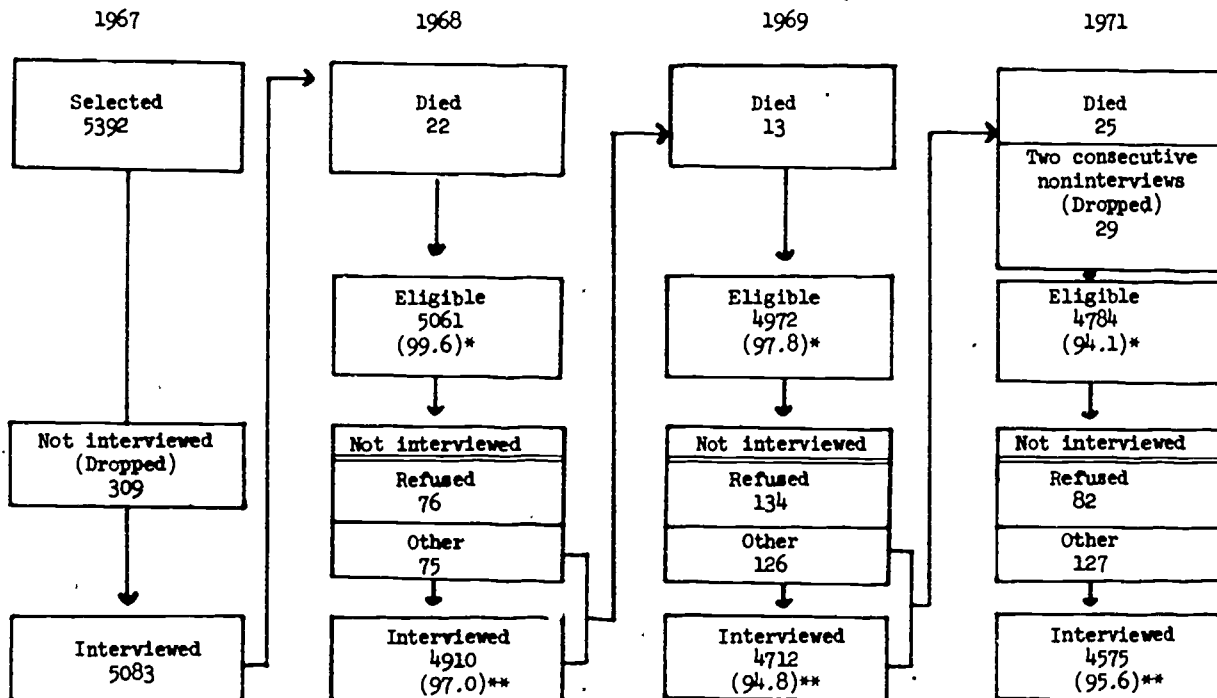 1967
Selected
5392
Not interviewed
(Dropped)
309
Interviewed
5083
1968
Died
22
Eligible
5061
(99.6)*
Not interviewed
Refused
76
Other
75
Interviewed
4910
(97.0)**
1969
Died
13
Eligible
4972
(97.8)*
Not interviewed
Refused
134
Other
126
Interviewed
4712
(94.8)**
1971
Died
25
Two consecutive
noninterviews
(Dropped)
29
Eligible
4784
(94.1)*
Not interviewed
Refused
82
Other
127
Interviewed
4575
(95.6)**